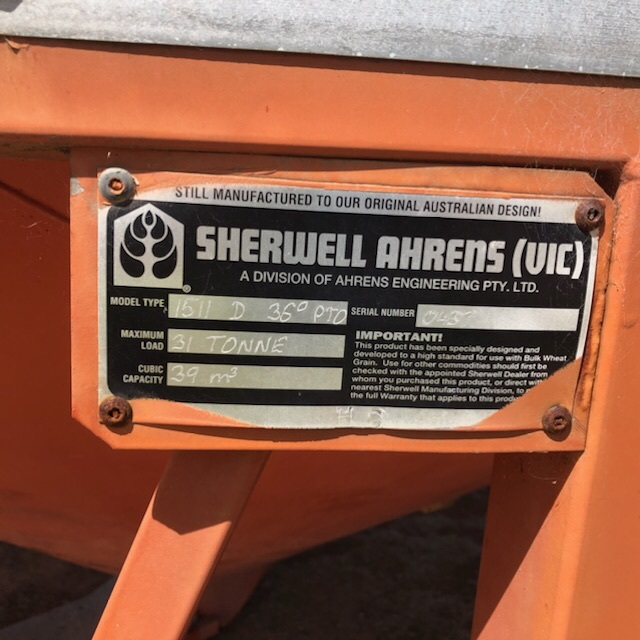 STILL MANUFACTURED TO OUR ORIGINAL AUSTRALIAN DESIGN!
SHERWELL AHRENS (VIC)
®
A DIVISION OF AHRENS ENGINEERING PTY. LTD.
MODEL TYPE 1511 D 36° PTO SERIAL NUMBER
MAXIMUM LOAD 31 TONNE
CUBIC CAPACITY 39 m³
IMPORTANT!
This product has been specially designed and
developed to a high standard for use with Bulk Wheat
Grain. Use for other commodities should first be
checked with the appointed Sherwell Dealer from
whom you purchased this product, or direct with
nearest Sherwell Manufacturing Division, to
the full Warranty that applies to this